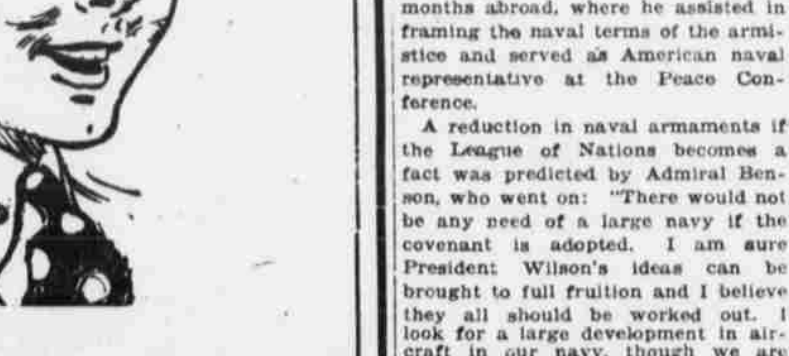 months abroad, where he assisted in
framing the naval terms of the armi-
stice and served as American naval
representative at the Peace Con-
ference.
A reduction in naval armaments if
the League of Nations becomes a
fact was predicted by Admiral Ben-
son, who went on: "There would not
be any need of a large navy if the
covenant is adopted. I am sure
President Wilson's ideas can be
brought to full fruition and I believe
they all should be worked out. I
look for a large development in air-
craft in our navy, though we are